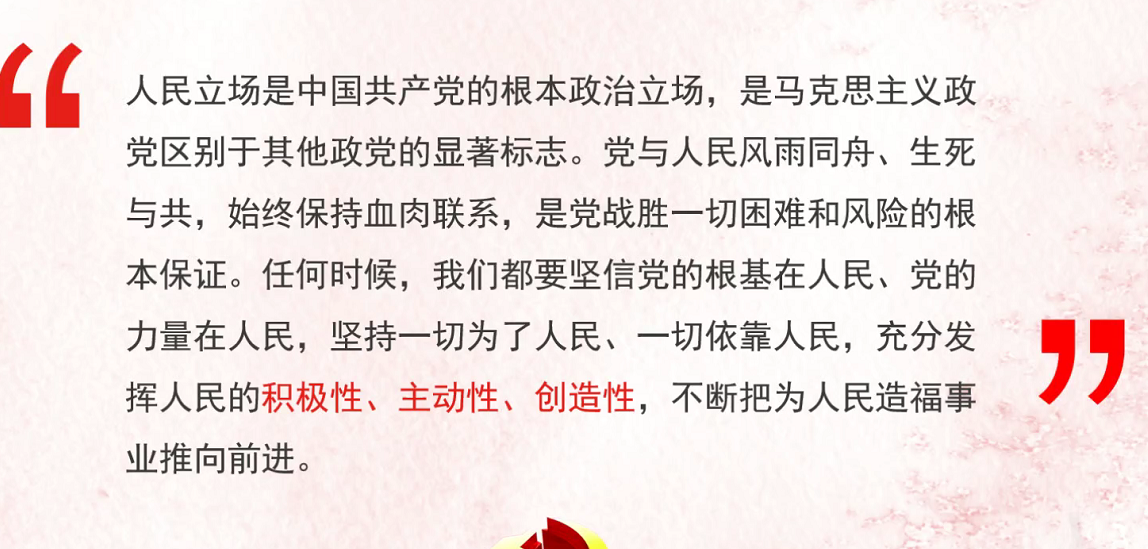 人民立场是中国共产党的根本政治立场，是马克思主义政
党区别于其他政党的显著标志。党与人民风雨同舟、生死
与共，始终保持血肉联系，是党战胜一切困难和风险的根
本保证。任何时候，我们都要坚信党的根基在人民、党的
力量在人民，坚持一切为了人民、一切依靠人民，充分发
挥人民的积极性、主动性、创造性，不断把为人民造福事
业推向前进。